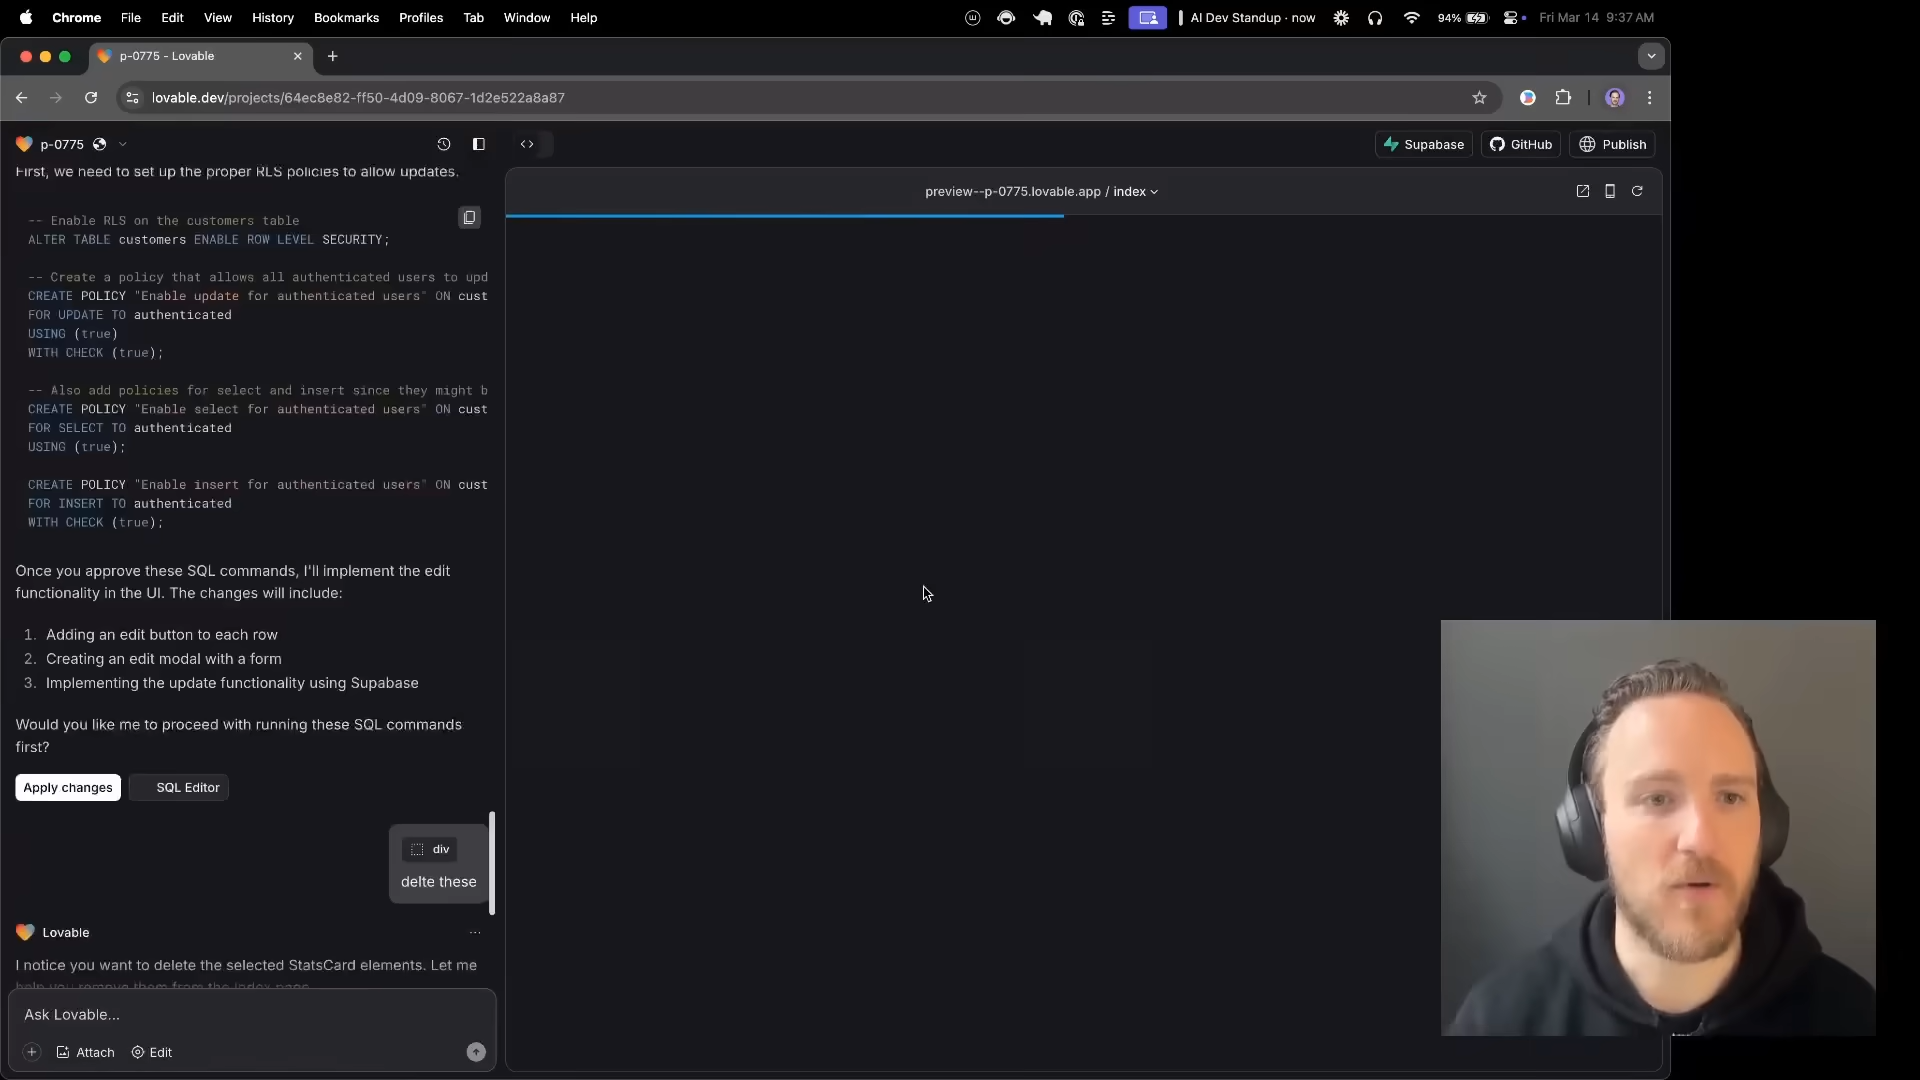 Chrome File Edit View History Bookmarks Profiles Tab Window Help
AI Dev Standup · now 94% Fri Mar 14 9:37 AM
p-0775 - Lovable
lovable.dev/projects/64ec8e82-ff50-4d09-8067-1d2e522a8a87
p-0775
Supabase GitHub Publish
preview--p-0775.lovable.app / index
First, we need to set up the proper RLS policies to allow updates.
-- Enable RLS on the customers table
ALTER TABLE customers ENABLE ROW LEVEL SECURITY;
-- Create a policy that allows all authenticated users to upd
CREATE POLICY "Enable update for authenticated users" ON cust
FOR UPDATE TO authenticated
USING (true)
WITH CHECK (true);
-- Also add policies for select and insert since they might b
CREATE POLICY "Enable select for authenticated users" ON cust
FOR SELECT TO authenticated
USING (true);
CREATE POLICY "Enable insert for authenticated users" ON cust
FOR INSERT TO authenticated
WITH CHECK (true);
Once you approve these SQL commands, I'll implement the edit
functionality in the UI. The changes will include:
1. Adding an edit button to each row
2. Creating an edit modal with a form
3. Implementing the update functionality using Supabase
Would you like me to proceed with running these SQL commands
first?
Apply changes SQL Editor
div
delte these
Lovable
I notice you want to delete the selected StatsCard elements. Let me
help you remove them from the Index page.
Ask Lovable...
Attach Edit